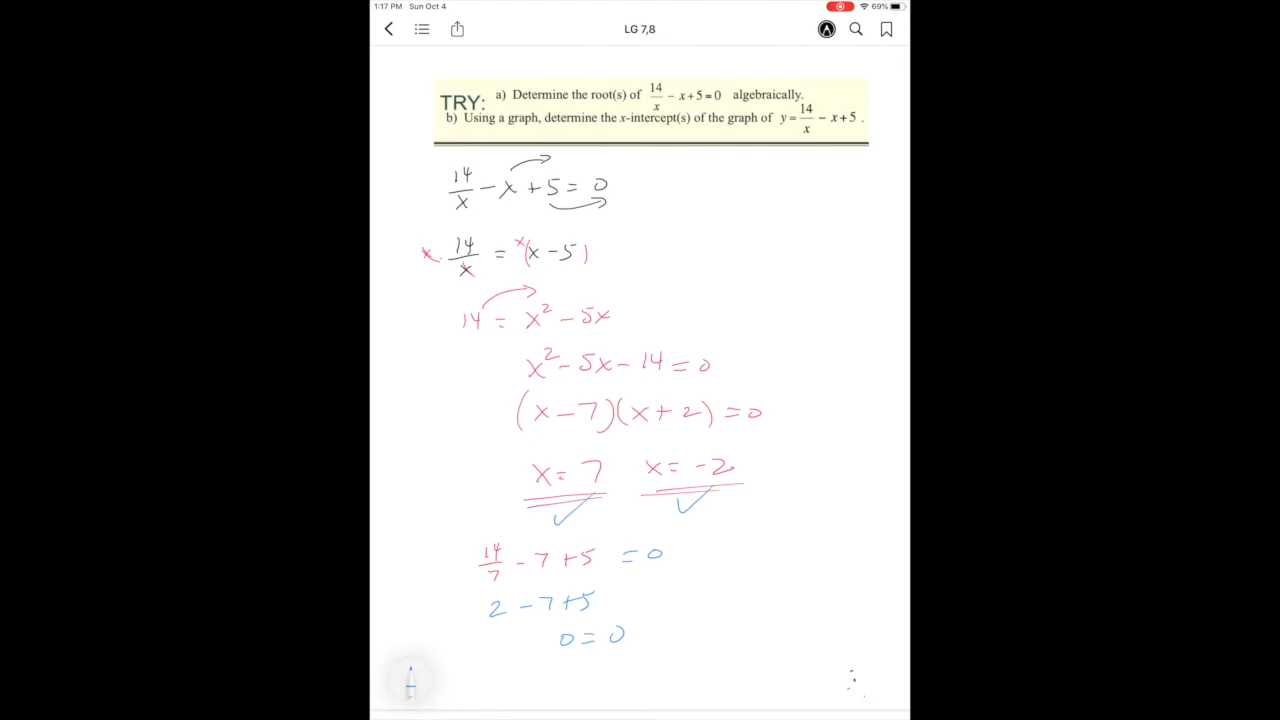 1:17 PM Sun Oct 4 69%
LG 7,8
TRY: a) Determine the root(s) of 14/x − x + 5 = 0 algebraically.
b) Using a graph, determine the x-intercept(s) of the graph of y = 14/x − x + 5 .
14/x − x + 5 = 0
x · 14/x = x(x − 5)
14 = x² − 5x
x² − 5x − 14 = 0
(x − 7)(x + 2) = 0
x = 7 x = −2
14/7 − 7 + 5 = 0
2 − 7 + 5
0 = 0